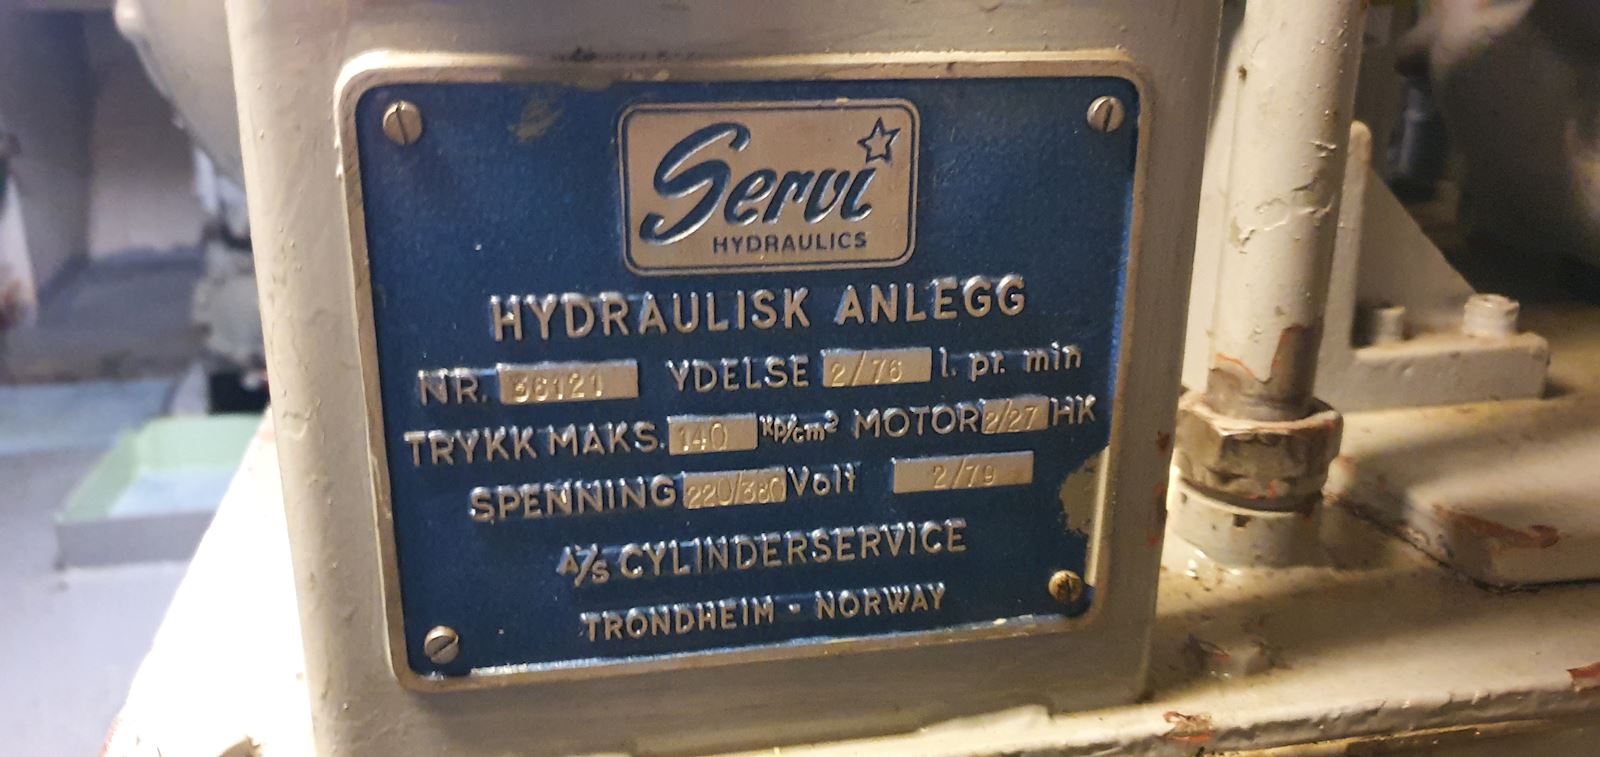 Servi
HYDRAULICS
HYDRAULISK ANLEGG
NR. 36121 YDELSE 2/76 l. pr. min
TRYKK MAKS. 140 Kp/cm² MOTOR 2/27 HK
SPENNING 220/380 Volt 2/79
A/S CYLINDERSERVICE
TRONDHEIM · NORWAY